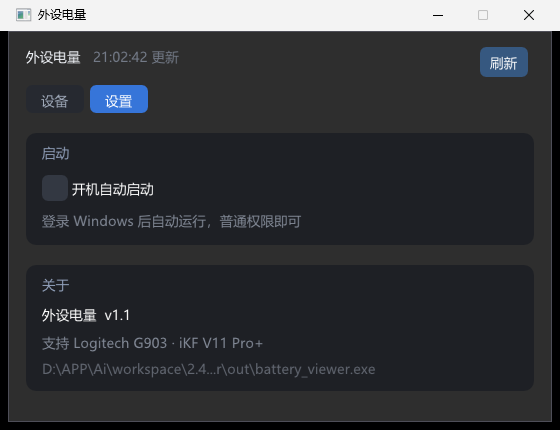 外设电量
外设电量 21:02:42 更新 刷新
设备 设置
启动
开机自动启动
登录 Windows 后自动运行，普通权限即可
关于
外设电量 v1.1
支持 Logitech G903 · iKF V11 Pro+
D:\APP\Ai\workspace\2.4...r\out\battery_viewer.exe